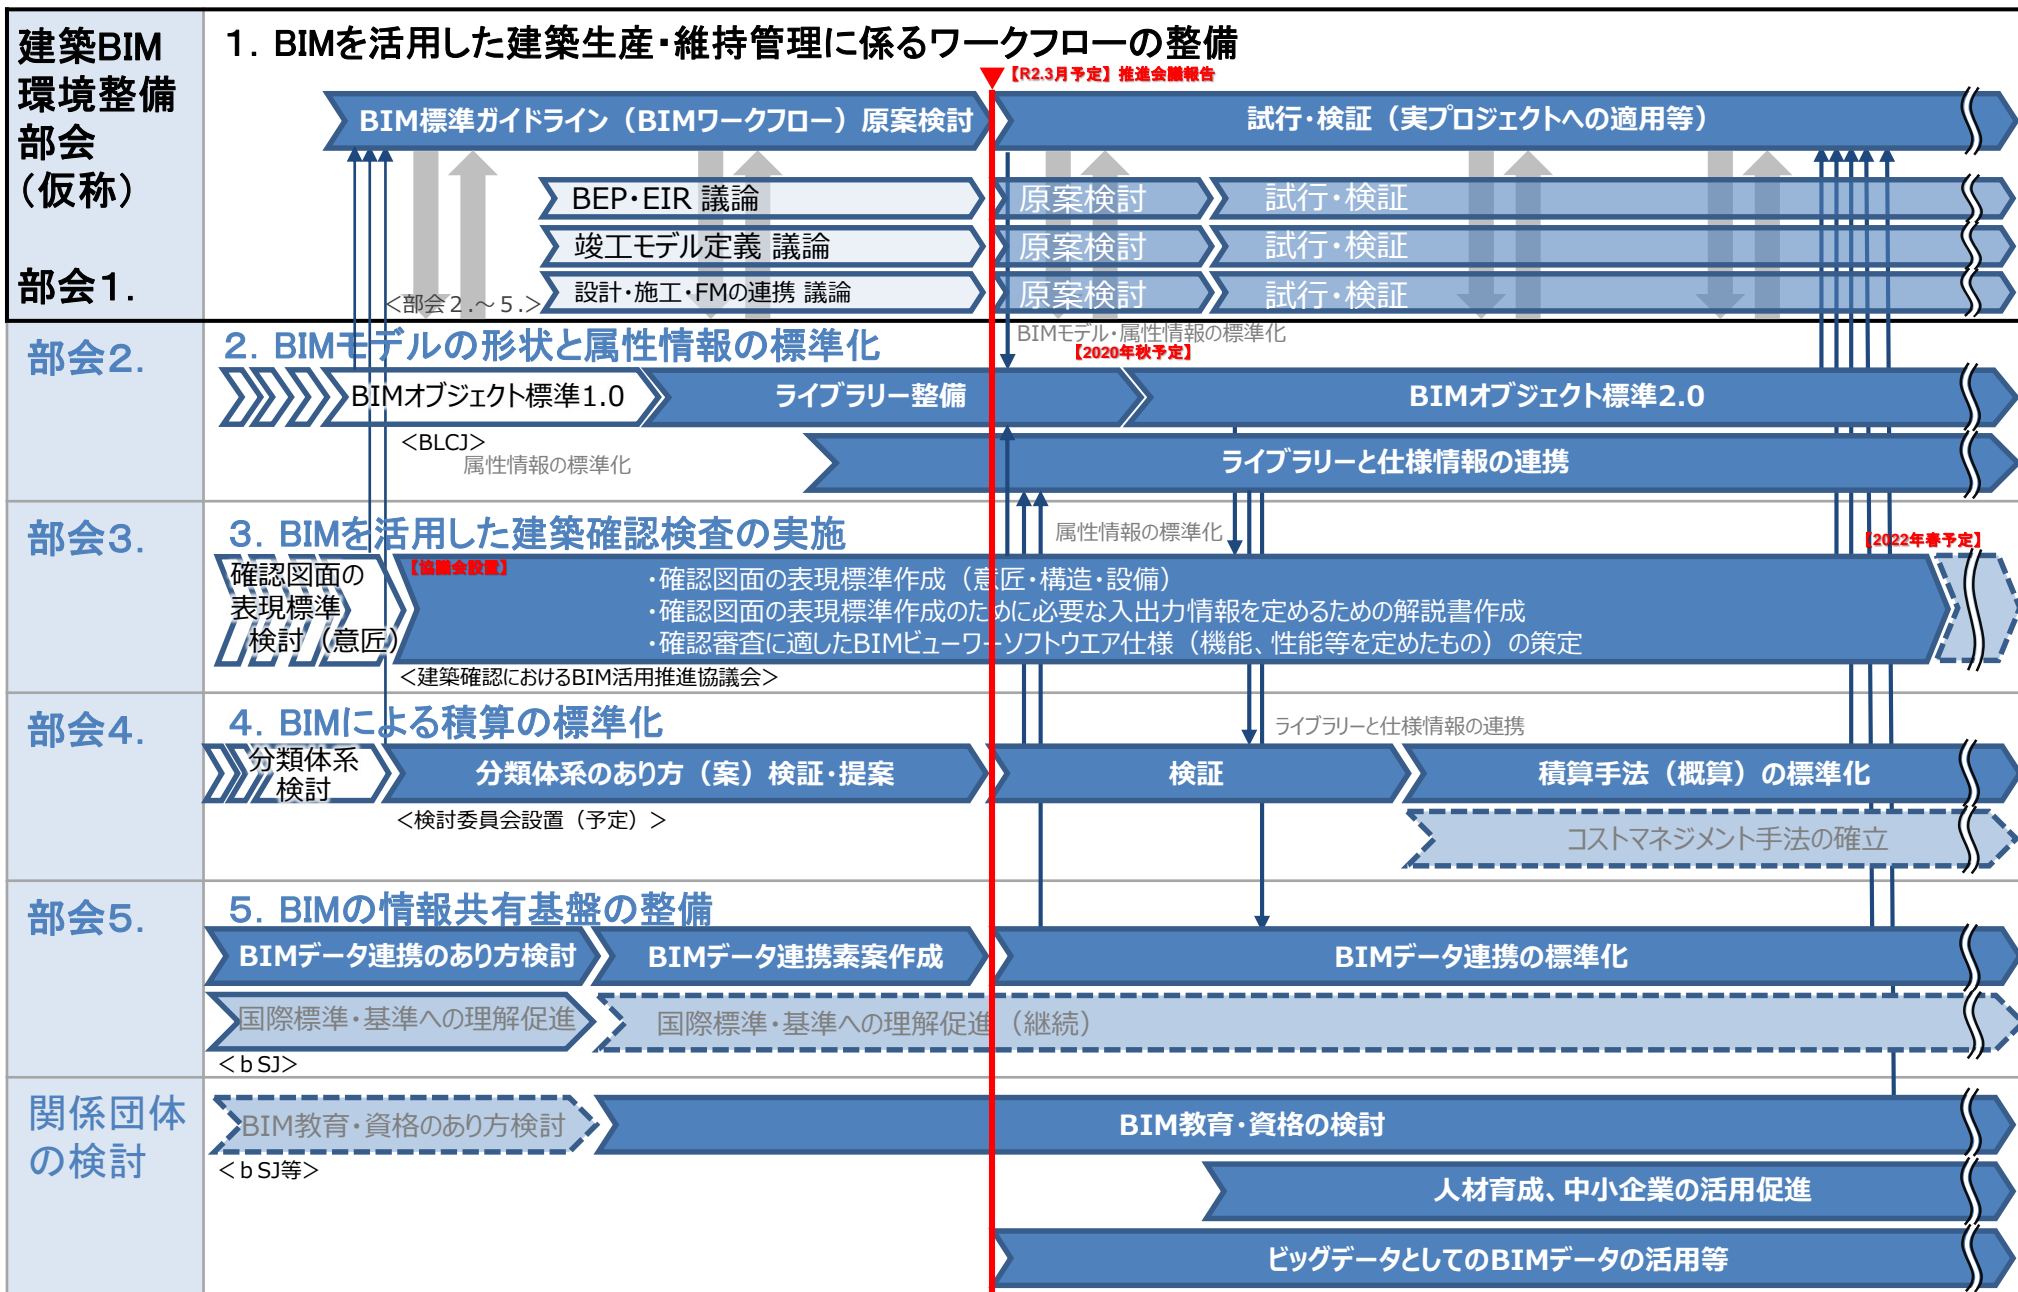 建築BIM
環境整備
部会
（仮称）
部会１．
１．BIMを活用した建築生産・維持管理に係るワークフローの整備
【R2.3月予定】推進会議報告
BIM標準ガイドライン（BIMワークフロー）原案検討
試行・検証（実プロジェクトへの適用等）
BEP・EIR 議論
原案検討
試行・検証
竣工モデル定義 議論
原案検討
試行・検証
設計・施工・FMの連携 議論
原案検討
試行・検証
＜部会２．～５．＞
部会２．
２．BIMモデルの形状と属性情報の標準化
BIMモデル・属性情報の標準化
【2020年秋予定】
BIMオブジェクト標準1.0
ライブラリー整備
BIMオブジェクト標準2.0
＜BLCJ＞
属性情報の標準化
ライブラリーと仕様情報の連携
部会３．
３．BIMを活用した建築確認検査の実施
属性情報の標準化
【2022年春予定】
確認図面の
表現標準
検討（意匠）
【協議会設置】
・確認図面の表現標準作成（意匠・構造・設備）
・確認図面の表現標準作成のために必要な入出力情報を定めるための解説書作成
・確認審査に適したBIMビューワーソフトウエア仕様（機能、性能等を定めたもの）の策定
＜建築確認におけるBIM活用推進協議会＞
部会４．
４．BIMによる積算の標準化
ライブラリーと仕様情報の連携
分類体系
検討
分類体系のあり方（案）検証・提案
検証
積算手法（概算）の標準化
＜検討委員会設置（予定）＞
コストマネジメント手法の確立
部会５．
５．BIMの情報共有基盤の整備
BIMデータ連携のあり方検討
BIMデータ連携素案作成
BIMデータ連携の標準化
国際標準・基準への理解促進
国際標準・基準への理解促進（継続）
＜ｂSJ＞
関係団体
の検討
BIM教育・資格のあり方検討
BIM教育・資格の検討
＜ｂSJ等＞
人材育成、中小企業の活用促進
ビッグデータとしてのBIMデータの活用等